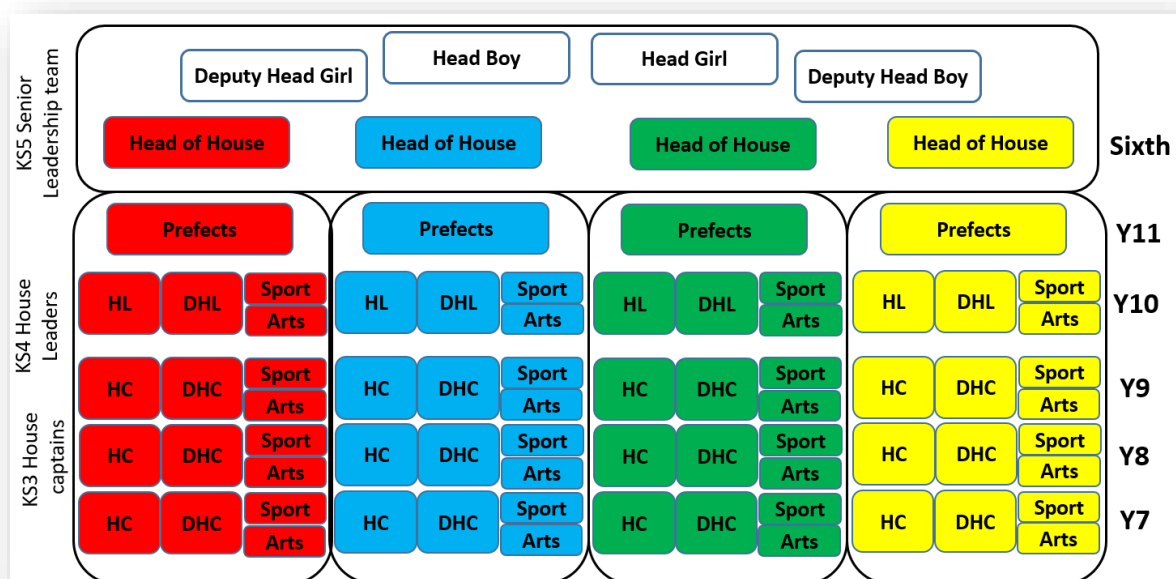 KS5 Senior
Leadership team
Deputy Head Girl
Head Boy
Head Girl
Deputy Head Boy
Head of House
Head of House
Head of House
Head of House
Sixth
Prefects
Prefects
Prefects
Prefects
Y11
KS4 House
Leaders
HL DHL Sport Arts
HL DHL Sport Arts
HL DHL Sport Arts
HL DHL Sport Arts
Y10
KS3 House
captains
HC DHC Sport Arts
HC DHC Sport Arts
HC DHC Sport Arts
HC DHC Sport Arts
Y9
HC DHC Sport Arts
HC DHC Sport Arts
HC DHC Sport Arts
HC DHC Sport Arts
Y8
HC DHC Sport Arts
HC DHC Sport Arts
HC DHC Sport Arts
HC DHC Sport Arts
Y7